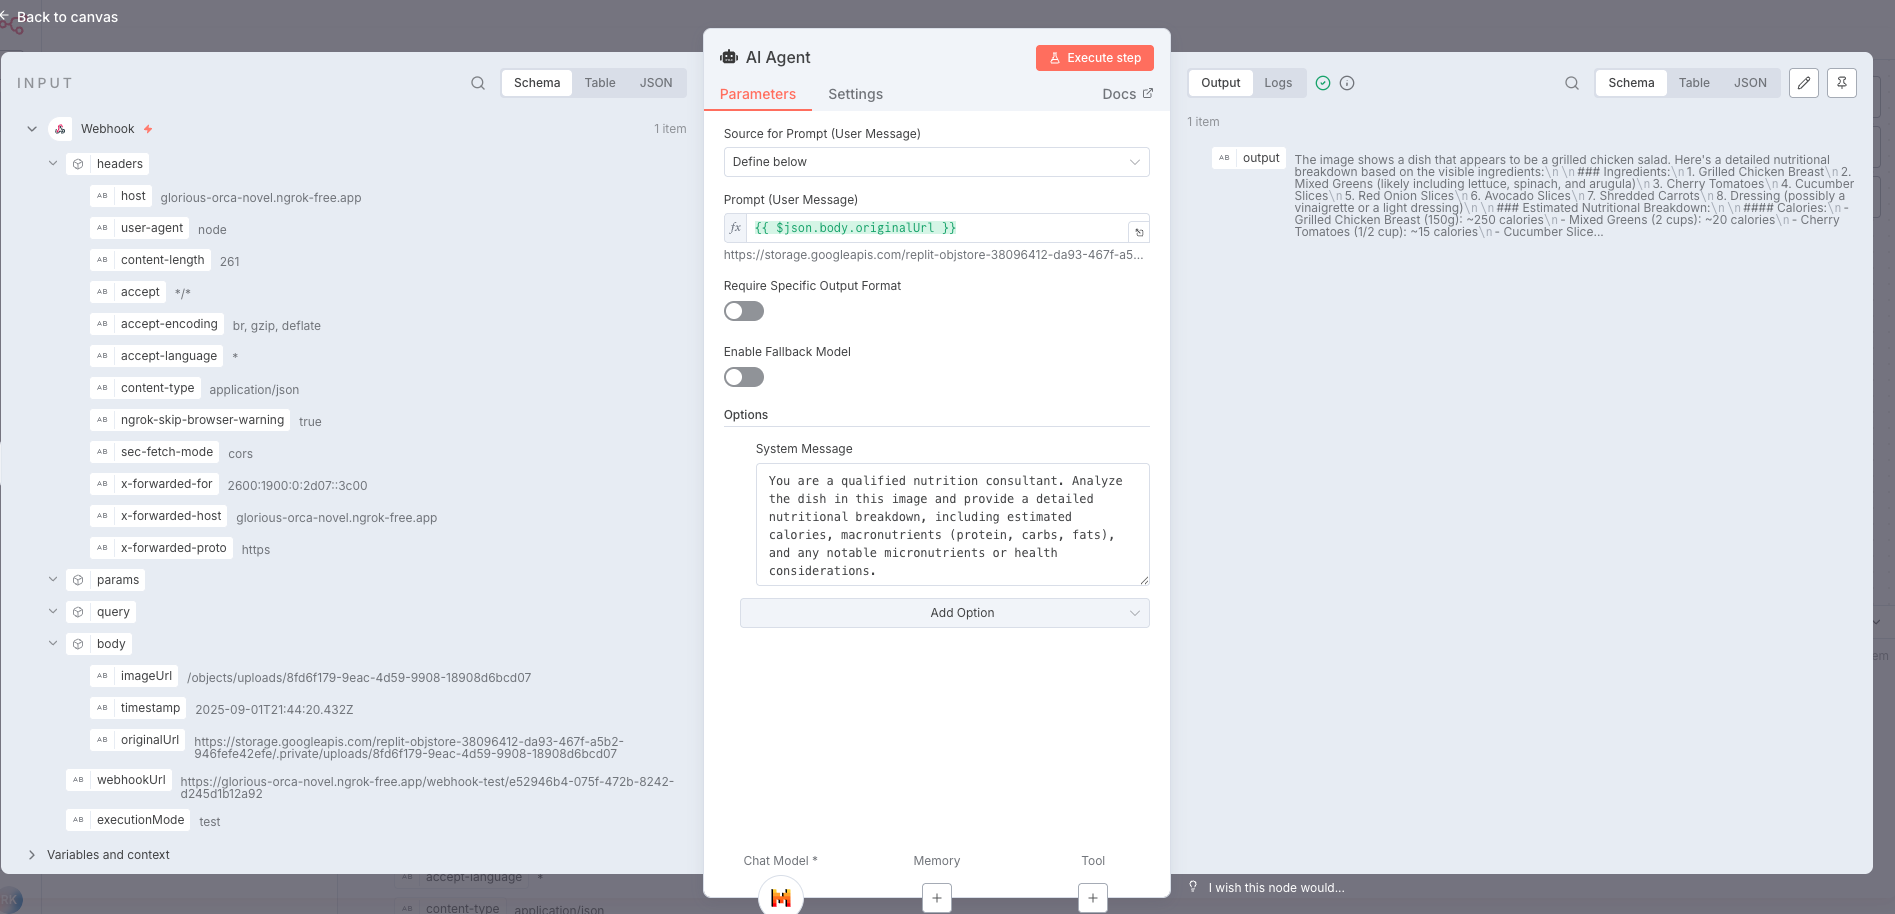 Back to canvas
INPUT
Schema
Table
JSON
Webhook
1 item
headers
host
glorious-orca-novel.ngrok-free.app
user-agent
node
content-length
261
accept
*/*
accept-encoding
br, gzip, deflate
accept-language
*
content-type
application/json
ngrok-skip-browser-warning
true
sec-fetch-mode
cors
x-forwarded-for
2600:1900:0:2d07::3c00
x-forwarded-host
glorious-orca-novel.ngrok-free.app
x-forwarded-proto
https
params
query
body
imageUrl
/objects/uploads/8fd6f179-9eac-4d59-9908-18908d6bcd07
timestamp
2025-09-01T21:44:20.432Z
originalUrl
https://storage.googleapis.com/replit-objstore-38096412-da93-467f-a5b2-
946fefe42efe/.private/uploads/8fd6f179-9eac-4d59-9908-18908d6bcd07
webhookUrl
https://glorious-orca-novel.ngrok-free.app/webhook-test/e52946b4-075f-472b-8242-
d245d1b12a92
executionMode
test
Variables and context
AI Agent
Execute step
Parameters
Settings
Docs
Source for Prompt (User Message)
Define below
Prompt (User Message)
fx
{{ $json.body.originalUrl }}
https://storage.googleapis.com/replit-objstore-38096412-da93-467f-a5...
Require Specific Output Format
Enable Fallback Model
Options
System Message
You are a qualified nutrition consultant. Analyze
the dish in this image and provide a detailed
nutritional breakdown, including estimated
calories, macronutrients (protein, carbs, fats),
and any notable micronutrients or health
considerations.
Add Option
Chat Model *
Memory
Tool
Output
Logs
Schema
Table
JSON
1 item
output
The image shows a dish that appears to be a grilled chicken salad. Here's a detailed nutritional
breakdown based on the visible ingredients:\n \n### Ingredients:\n1. Grilled Chicken Breast\n2.
Mixed Greens (likely including lettuce, spinach, and arugula)\n3. Cherry Tomatoes\n4. Cucumber
Slices\n5. Red Onion Slices\n6. Avocado Slices\n7. Shredded Carrots\n8. Dressing (possibly a
vinaigrette or a light dressing)\n \n### Estimated Nutritional Breakdown:\n \n#### Calories:\n-
Grilled Chicken Breast (150g): ~250 calories\n- Mixed Greens (2 cups): ~20 calories\n- Cherry
Tomatoes (1/2 cup): ~15 calories\n- Cucumber Slice...
I wish this node would...
accept-language
*
content-type
application/json
RK
em